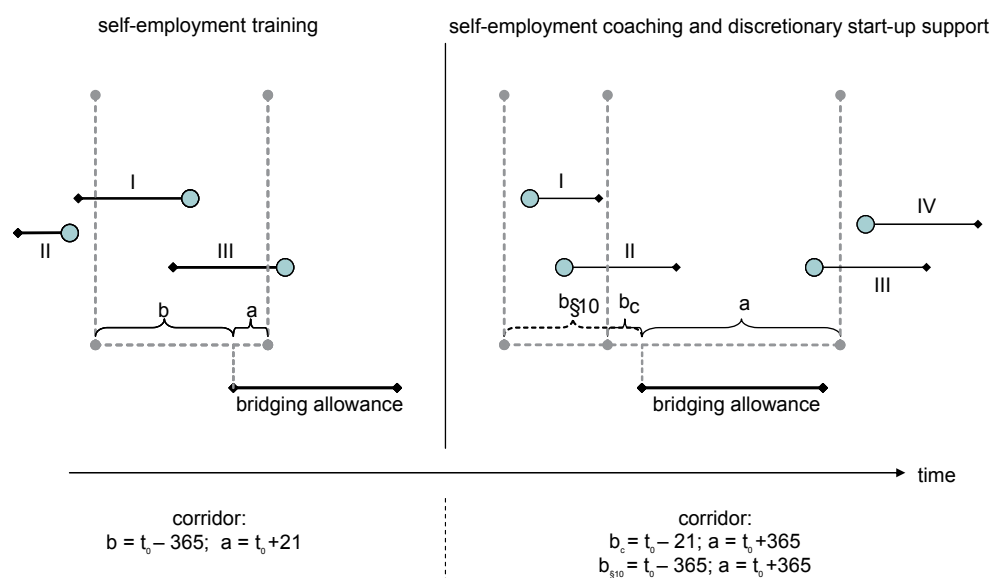 self-employment training
self-employment coaching and discretionary start-up support
I
II
III
b
a
bridging allowance
I
II
III
IV
b§10
bc
a
bridging allowance
time
corridor:
b = t₀ – 365; a = t₀ +21
corridor:
bc = t₀ – 21; a = t₀ +365
b§10 = t₀ – 365; a = t₀ +365